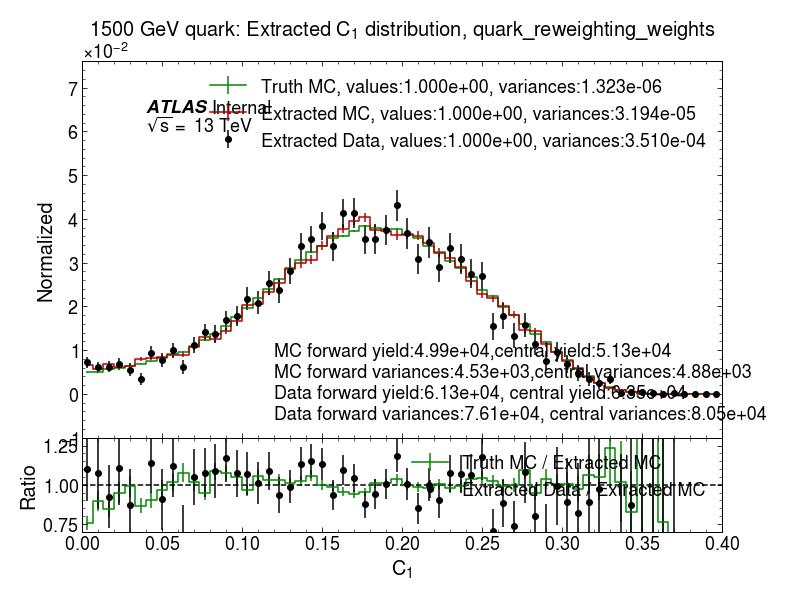 1500 GeV quark: Extracted C₁ distribution, quark_reweighting_weights
×10⁻²
Truth MC, values:1.000e+00, variances:1.323e-06
ATLAS Internal
Extracted MC, values:1.000e+00, variances:3.194e-05
√s = 13 TeV
Extracted Data, values:1.000e+00, variances:3.510e-04
7
6
5
4
3
2
1
0
Normalized
MC forward yield:4.99e+04,central yield:5.13e+04
MC forward variances:4.53e+03,central variances:4.88e+03
Data forward yield:6.13e+04, central yield:6.35e+04
Data forward variances:7.61e+04, central variances:8.05e+04
1.25
1.00
0.75
Ratio
Truth MC / Extracted MC
Extracted Data / Extracted MC
0.00 0.05 0.10 0.15 0.20 0.25 0.30 0.35 0.40
C₁